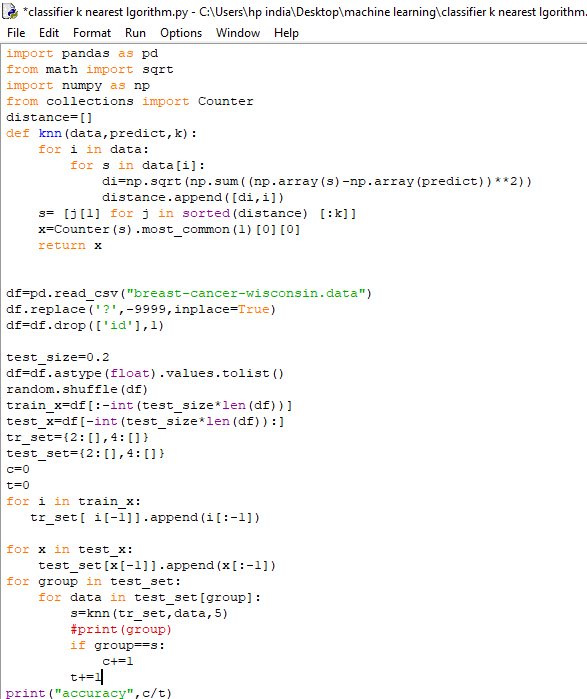 *classifier k nearest lgorithm.py - C:\Users\hp india\Desktop\machine learning\classifier k nearest lgorithm.
File Edit Format Run Options Window Help
import pandas as pd
from math import sqrt
import numpy as np
from collections import Counter
distance=[]
def knn(data,predict,k):
    for i in data:
        for s in data[i]:
            di=np.sqrt(np.sum((np.array(s)-np.array(predict))**2))
            distance.append([di,i])
    s= [j[1] for j in sorted(distance) [:k]]
    x=Counter(s).most_common(1)[0][0]
    return x
df=pd.read_csv("breast-cancer-wisconsin.data")
df.replace('?',-9999,inplace=True)
df=df.drop(['id'],1)
test_size=0.2
df=df.astype(float).values.tolist()
random.shuffle(df)
train_x=df[:-int(test_size*len(df))]
test_x=df[-int(test_size*len(df)):]
tr_set={2:[],4:[]}
test_set={2:[],4:[]}
c=0
t=0
for i in train_x:
   tr_set[ i[-1]].append(i[:-1])
for x in test_x:
    test_set[x[-1]].append(x[:-1])
for group in test_set:
    for data in test_set[group]:
        s=knn(tr_set,data,5)
        #print(group)
        if group==s:
            c+=1
        t+=1
print("accuracy",c/t)